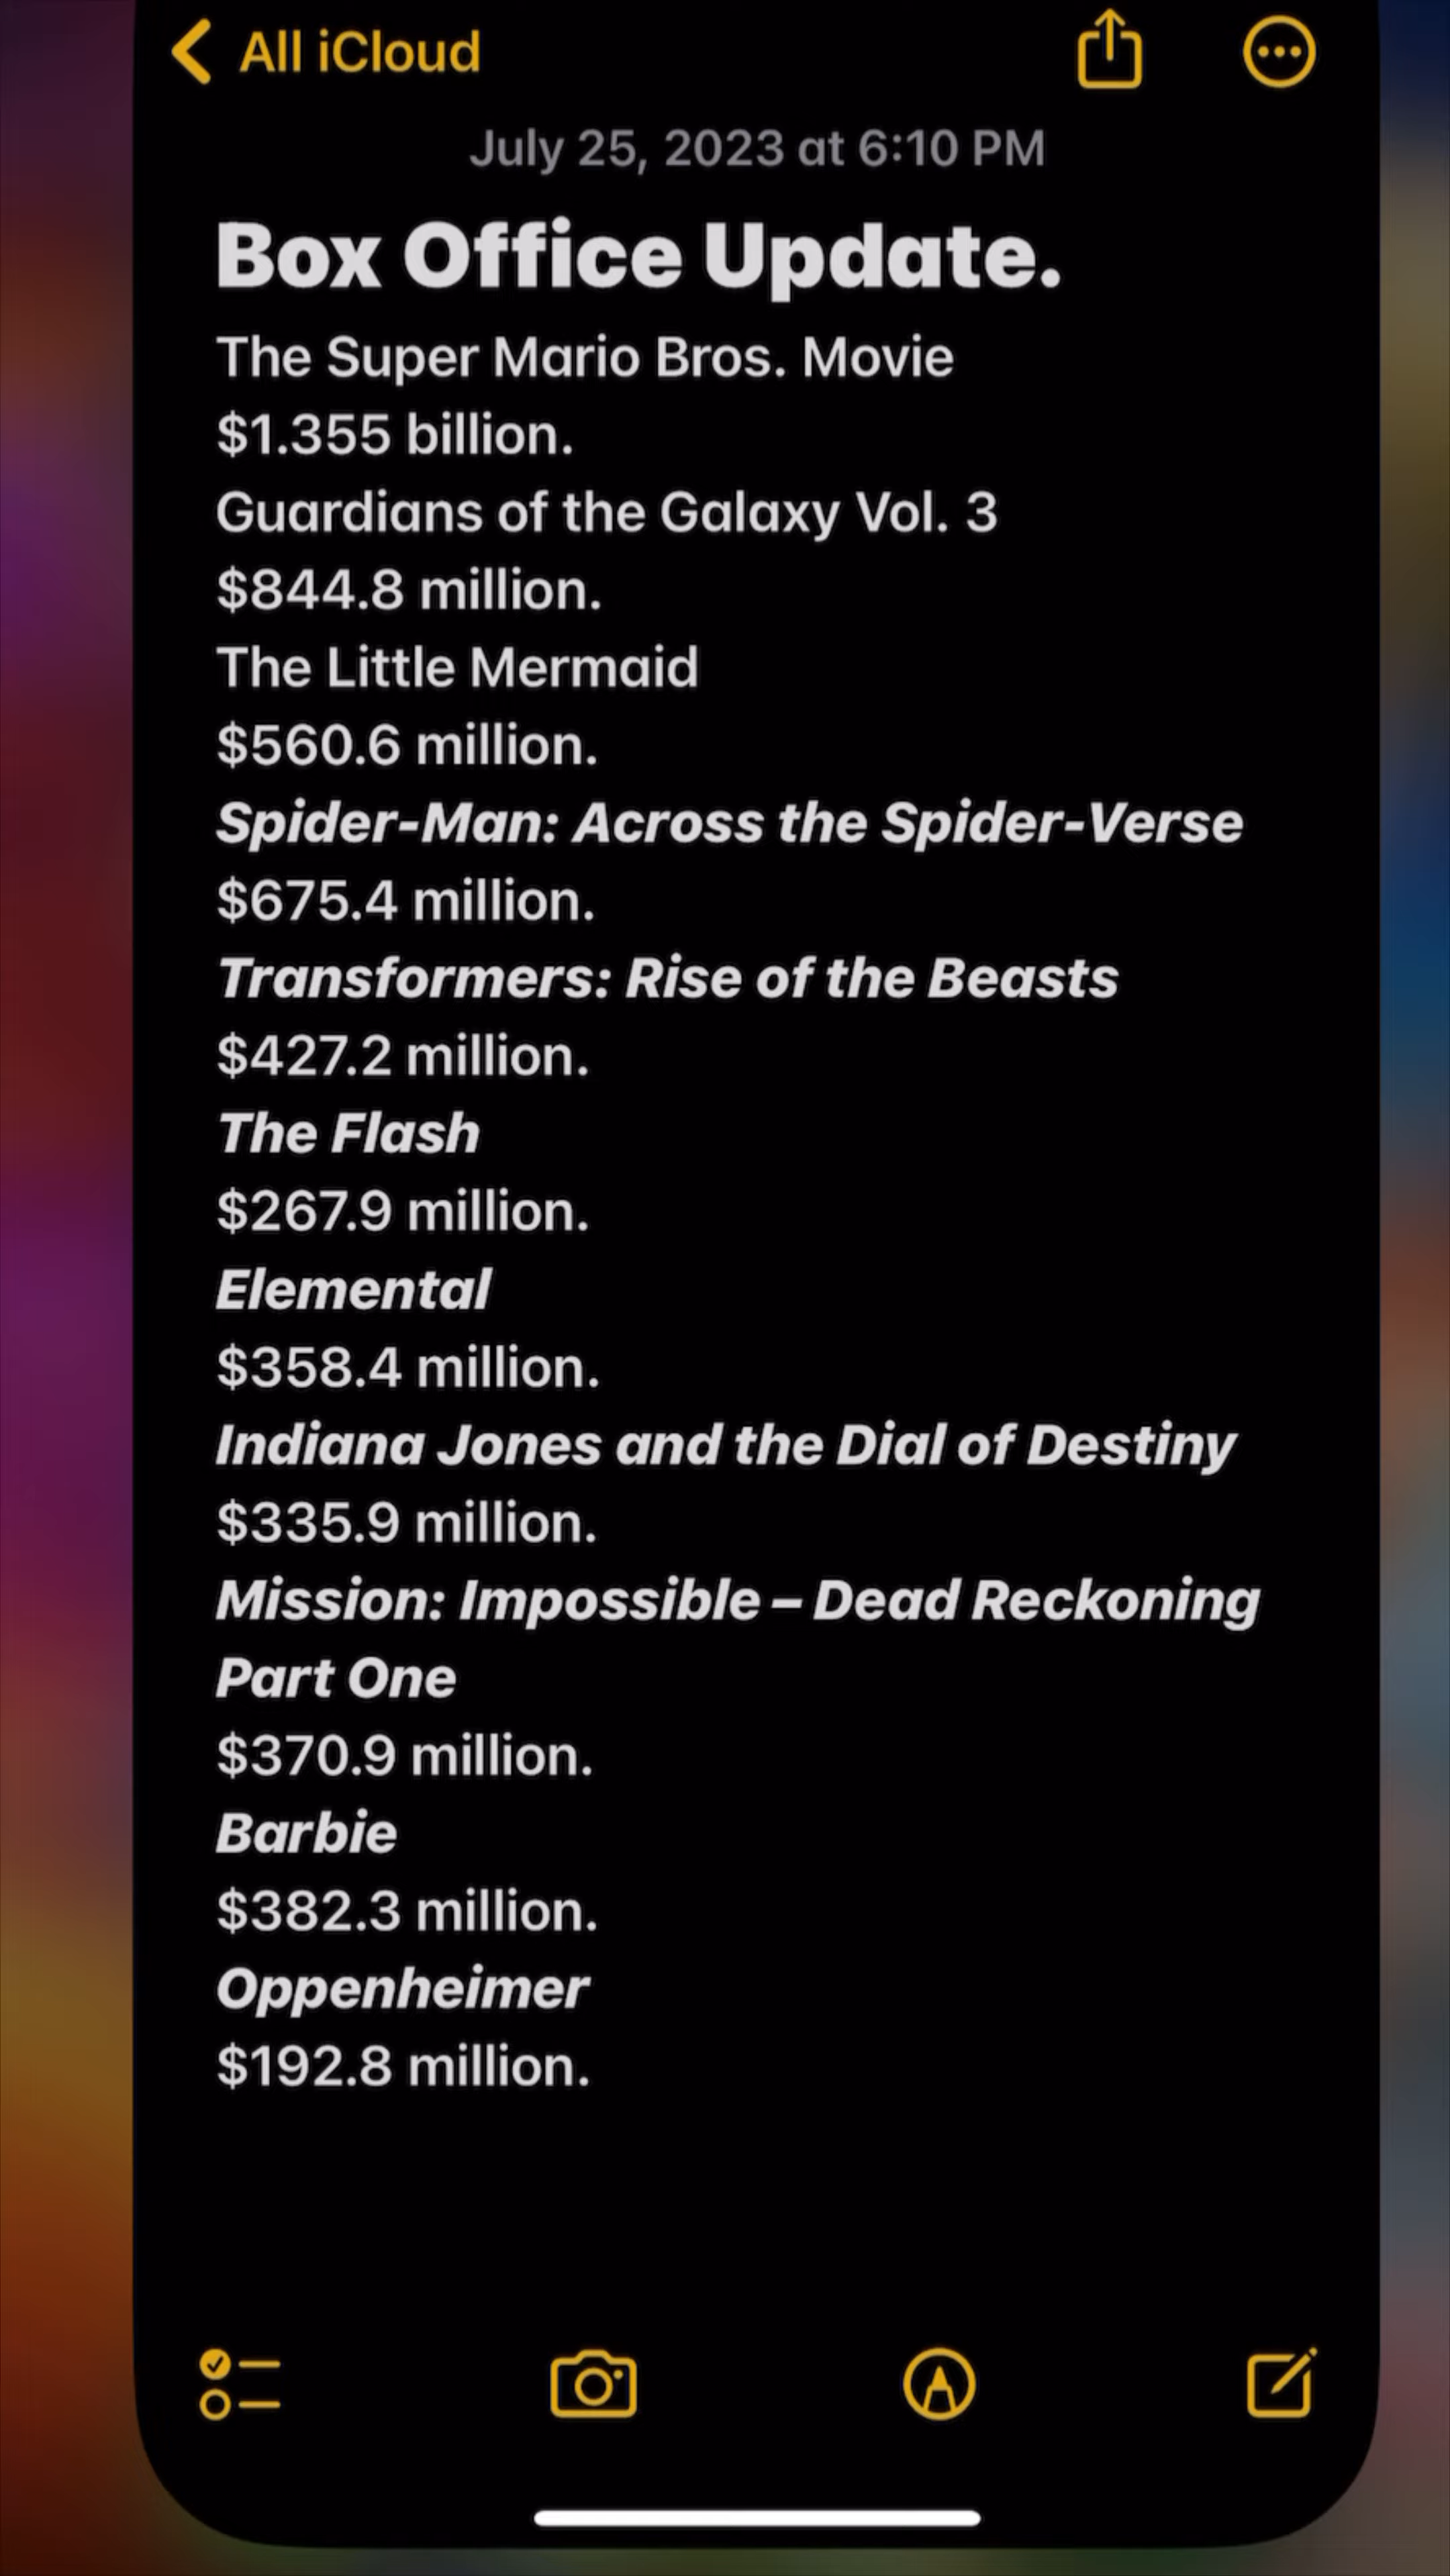 All iCloud
July 25, 2023 at 6:10 PM
Box Office Update.
The Super Mario Bros. Movie
$1.355 billion.
Guardians of the Galaxy Vol. 3
$844.8 million.
The Little Mermaid
$560.6 million.
Spider-Man: Across the Spider-Verse
$675.4 million.
Transformers: Rise of the Beasts
$427.2 million.
The Flash
$267.9 million.
Elemental
$358.4 million.
Indiana Jones and the Dial of Destiny
$335.9 million.
Mission: Impossible – Dead Reckoning
Part One
$370.9 million.
Barbie
$382.3 million.
Oppenheimer
$192.8 million.